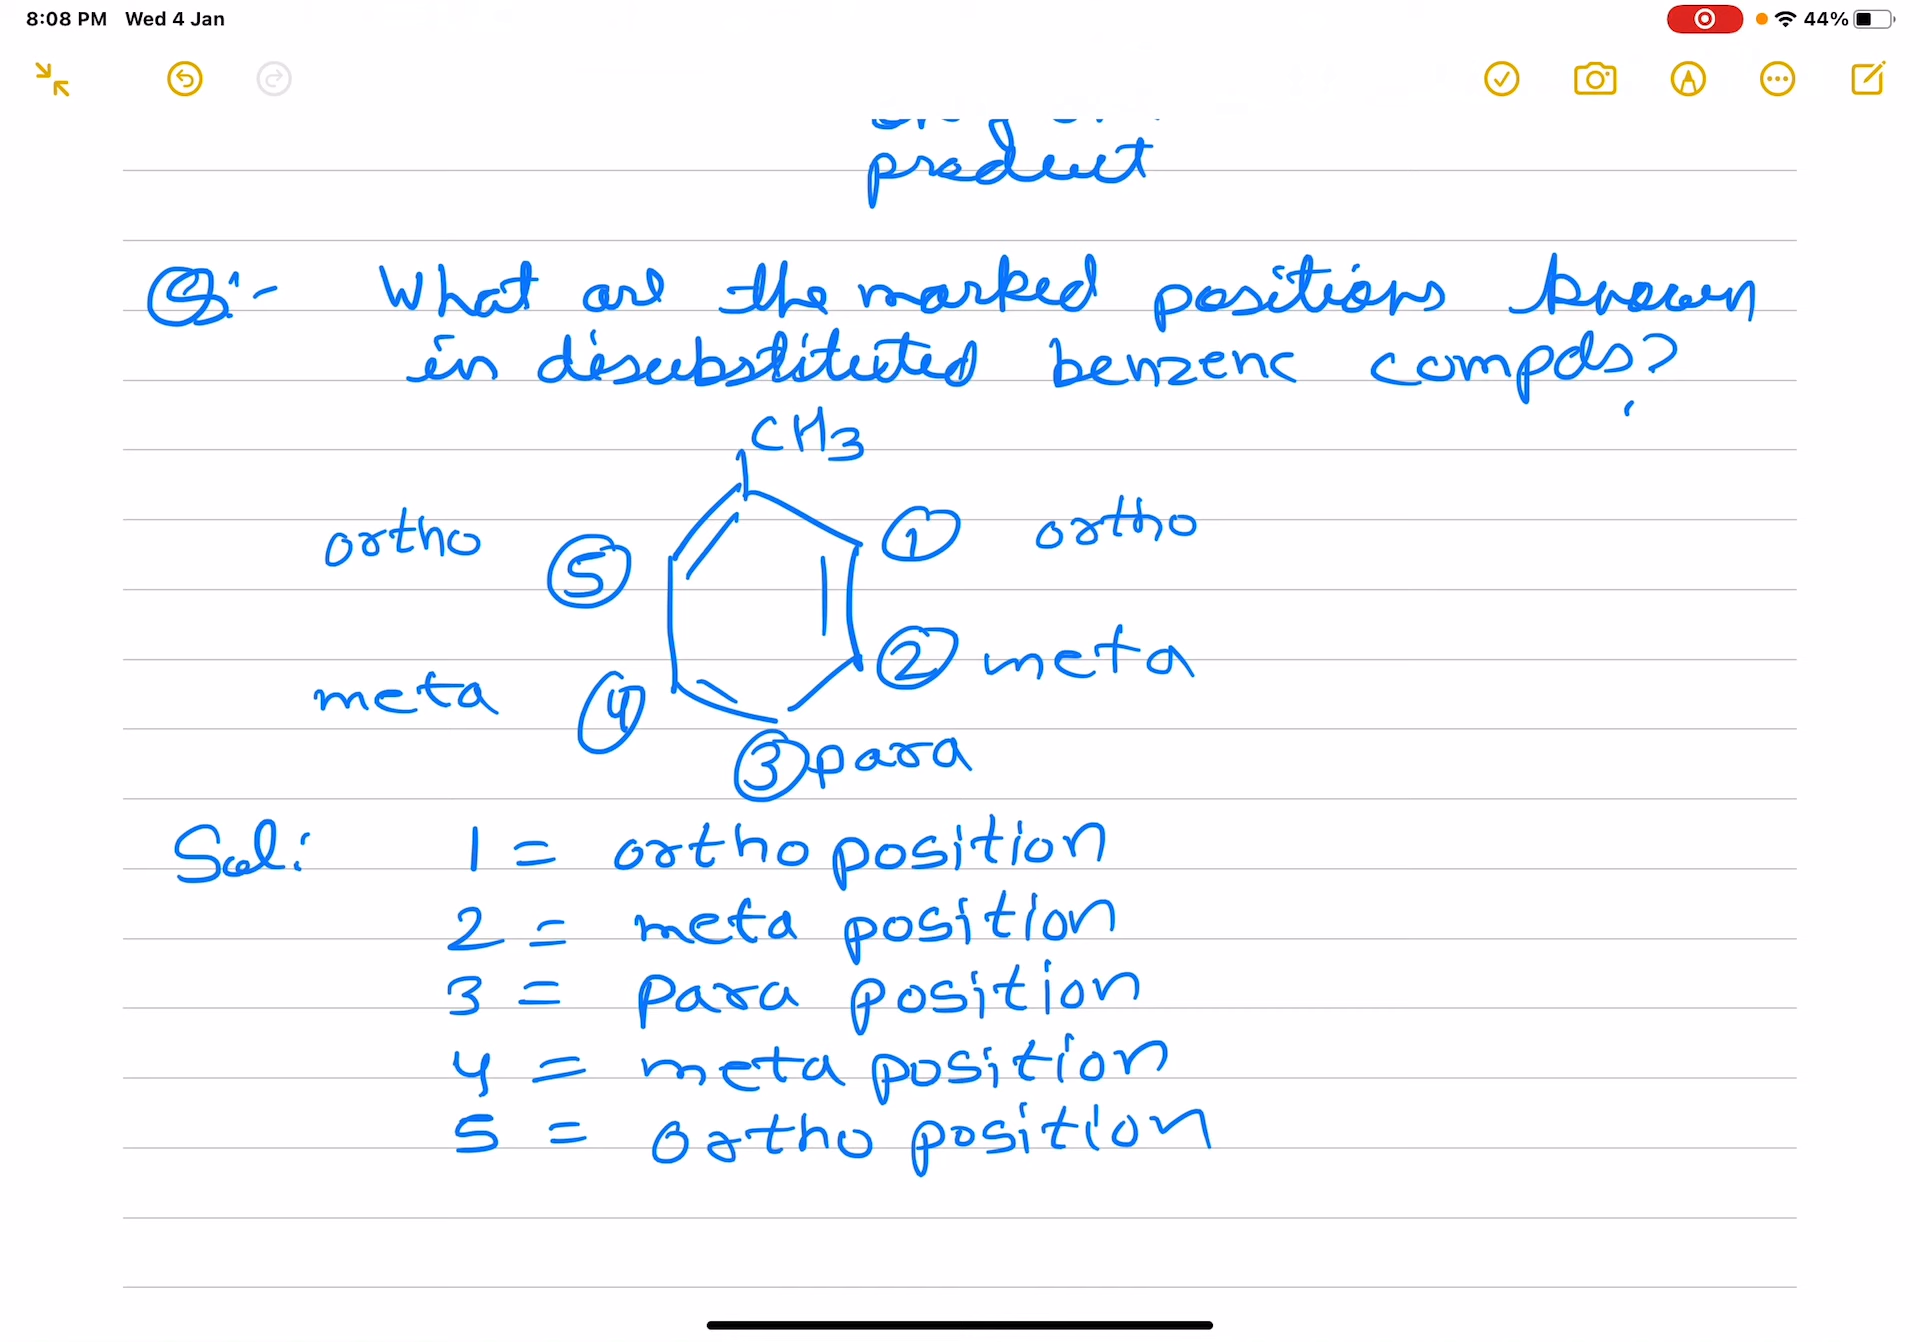 8:08 PM Wed 4 Jan
44%
product
Q:- What are the marked positions known
in disubstituted benzene compds?
CH3
ortho
5
1
ortho
2
meta
meta
4
3
para
Sol: 1 = ortho position
2 = meta position
3 = para position
4 = meta position
5 = ortho position